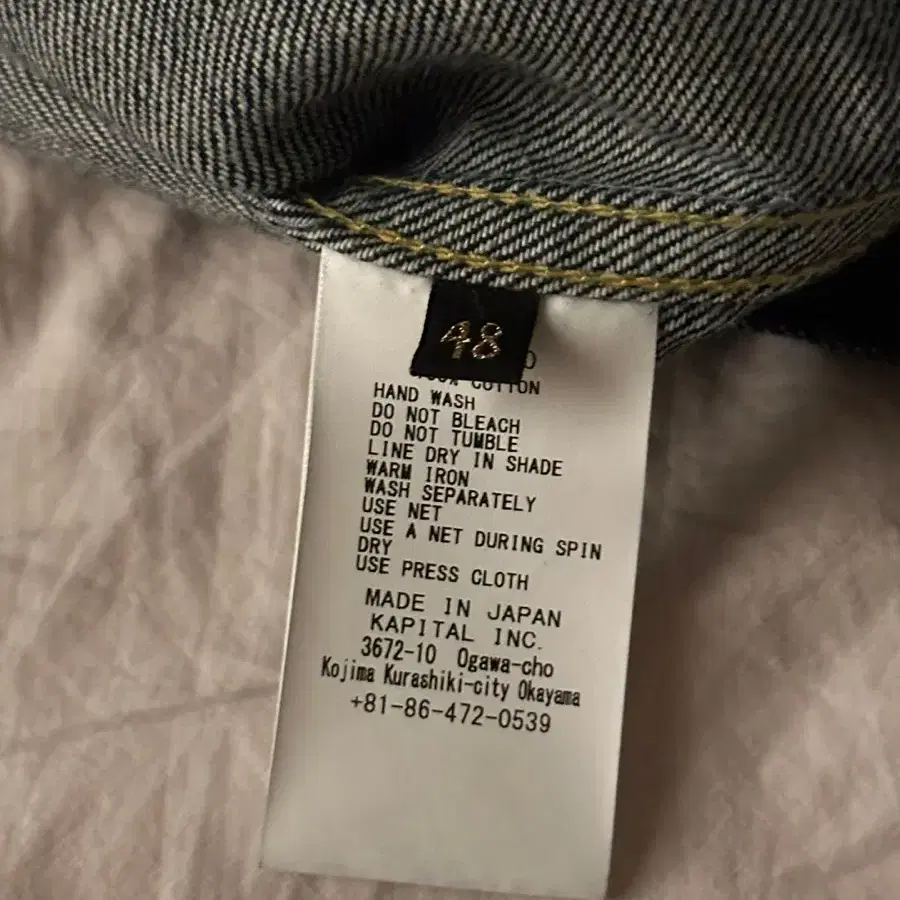 48
COTTON
HAND WASH
DO NOT BLEACH
DO NOT TUMBLE
LINE DRY IN SHADE
WARM IRON
WASH SEPARATELY
USE NET
USE A NET DURING SPIN
DRY
USE PRESS CLOTH
MADE IN JAPAN
KAPITAL INC.
3672-10 Ogawa-cho
Kojima Kurashiki-city Okayama
+81-86-472-0539